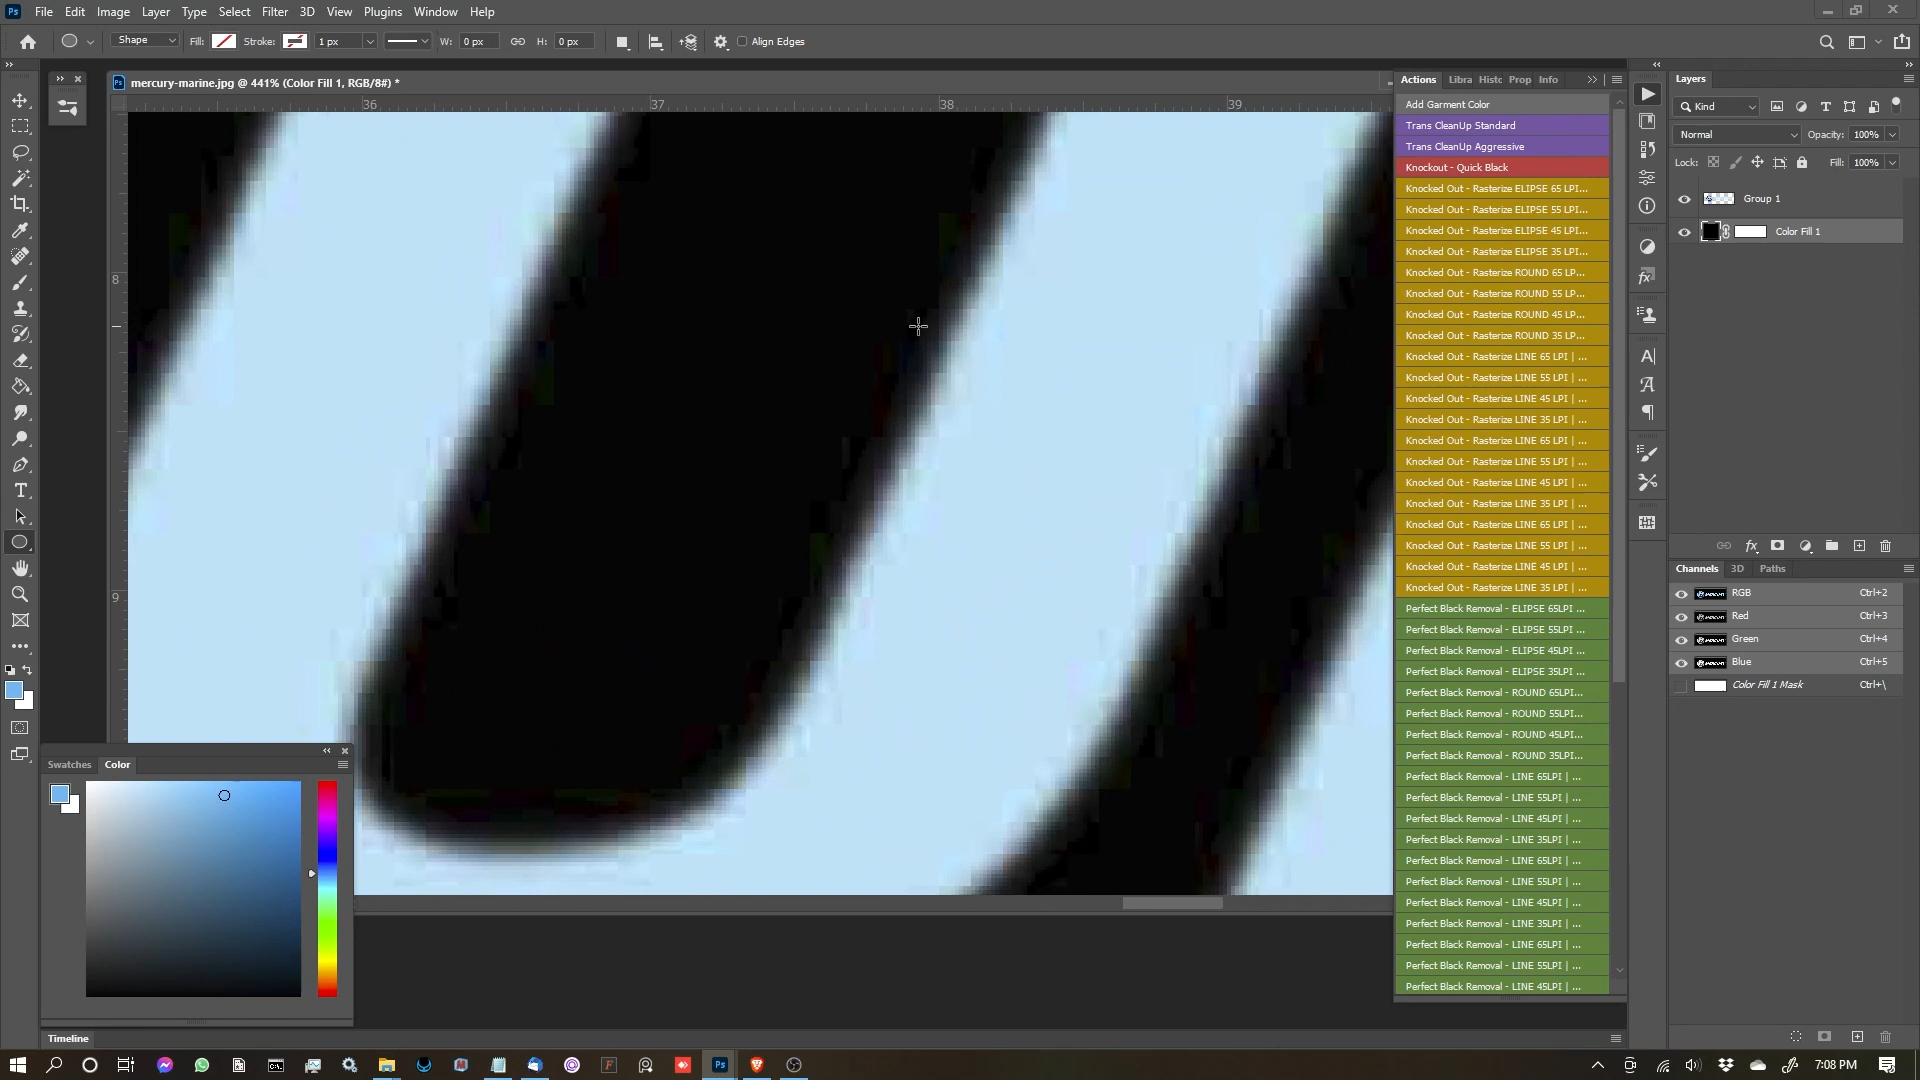 File Edit Image Layer Type Select Filter 3D View Plugins Window Help
Shape Fill: Stroke: 1 px W: 0 px H: 0 px Align Edges
mercury-marine.jpg @ 441% (Color Fill 1, RGB/8#) *
36 37 38 39
8
9
Actions Libra Histc Prop Info
Add Garment Color
Trans CleanUp Standard
Trans CleanUp Aggressive
Knockout - Quick Black
Knocked Out - Rasterize ELIPSE 65 LPI...
Knocked Out - Rasterize ELIPSE 55 LPI...
Knocked Out - Rasterize ELIPSE 45 LPI...
Knocked Out - Rasterize ELIPSE 35 LPI...
Knocked Out - Rasterize ROUND 65 LP...
Knocked Out - Rasterize ROUND 55 LP...
Knocked Out - Rasterize ROUND 45 LP...
Knocked Out - Rasterize ROUND 35 LP...
Knocked Out - Rasterize LINE 65 LPI | ...
Knocked Out - Rasterize LINE 55 LPI | ...
Knocked Out - Rasterize LINE 45 LPI | ...
Knocked Out - Rasterize LINE 35 LPI | ...
Knocked Out - Rasterize LINE 65 LPI | ...
Knocked Out - Rasterize LINE 55 LPI | ...
Knocked Out - Rasterize LINE 45 LPI | ...
Knocked Out - Rasterize LINE 35 LPI | ...
Knocked Out - Rasterize LINE 65 LPI | ...
Knocked Out - Rasterize LINE 55 LPI | ...
Knocked Out - Rasterize LINE 45 LPI | ...
Knocked Out - Rasterize LINE 35 LPI | ...
Perfect Black Removal - ELIPSE 65LPI ...
Perfect Black Removal - ELIPSE 55LPI ...
Perfect Black Removal - ELIPSE 45LPI ...
Perfect Black Removal - ELIPSE 35LPI ...
Perfect Black Removal - ROUND 65LPI...
Perfect Black Removal - ROUND 55LPI...
Perfect Black Removal - ROUND 45LPI...
Perfect Black Removal - ROUND 35LPI...
Perfect Black Removal - LINE 65LPI | ...
Perfect Black Removal - LINE 55LPI | ...
Perfect Black Removal - LINE 45LPI | ...
Perfect Black Removal - LINE 35LPI | ...
Perfect Black Removal - LINE 65LPI | ...
Perfect Black Removal - LINE 55LPI | ...
Perfect Black Removal - LINE 45LPI | ...
Perfect Black Removal - LINE 35LPI | ...
Perfect Black Removal - LINE 65LPI | ...
Perfect Black Removal - LINE 55LPI | ...
Perfect Black Removal - LINE 45LPI | ...
Layers
Kind
Normal Opacity: 100%
Lock: Fill: 100%
Group 1
Color Fill 1
Channels 3D Paths
RGB Ctrl+2
Red Ctrl+3
Green Ctrl+4
Blue Ctrl+5
Color Fill 1 Mask Ctrl+\
Swatches Color
Timeline
7:08 PM